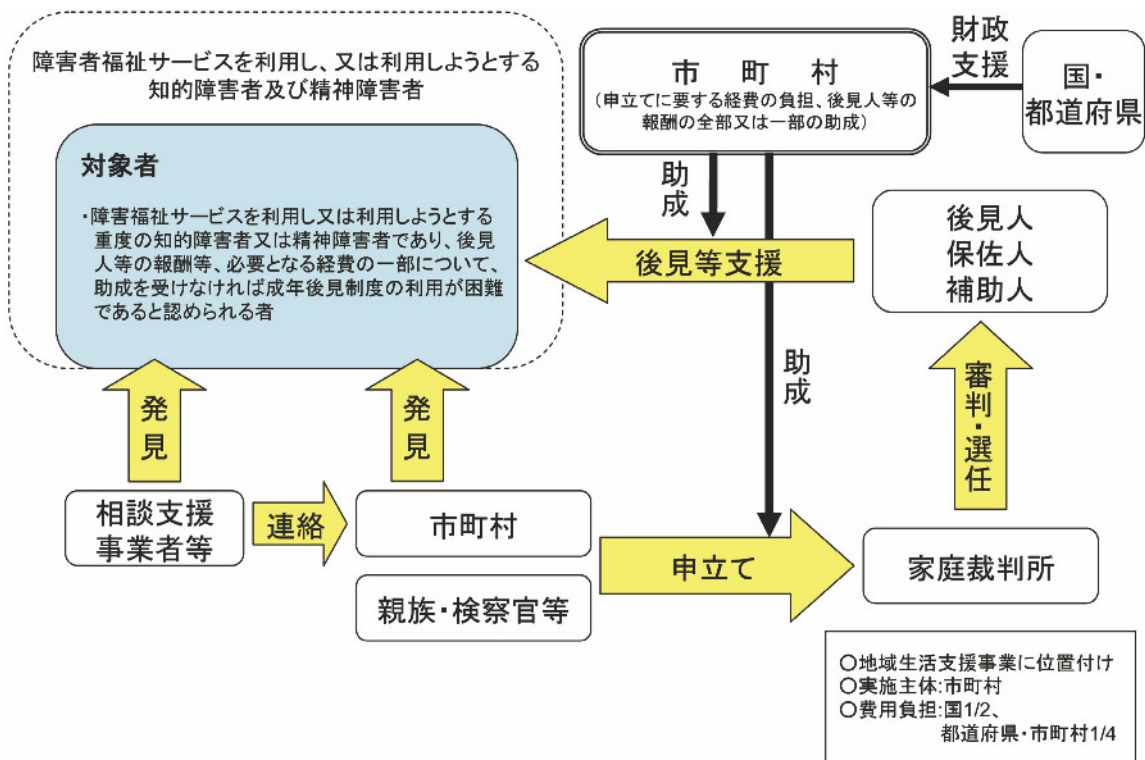 障害者福祉サービスを利用し、又は利用しようとする
知的障害者及び精神障害者
対象者
・障害福祉サービスを利用し又は利用しようとする
重度の知的障害者又は精神障害者であり、後見
人等の報酬等、必要となる経費の一部について、
助成を受けなければ成年後見制度の利用が困難
であると認められる者
市町村
(申立てに要する経費の負担、後見人等の
報酬の全部又は一部の助成)
財政
支援
国・
都道府県
助成
後見等支援
後見人
保佐人
補助人
助成
審判・選任
発見
発見
相談支援
事業者等
連絡
市町村
親族・検察官等
申立て
家庭裁判所
○地域生活支援事業に位置付け
○実施主体:市町村
○費用負担:国1/2、
都道府県・市町村1/4